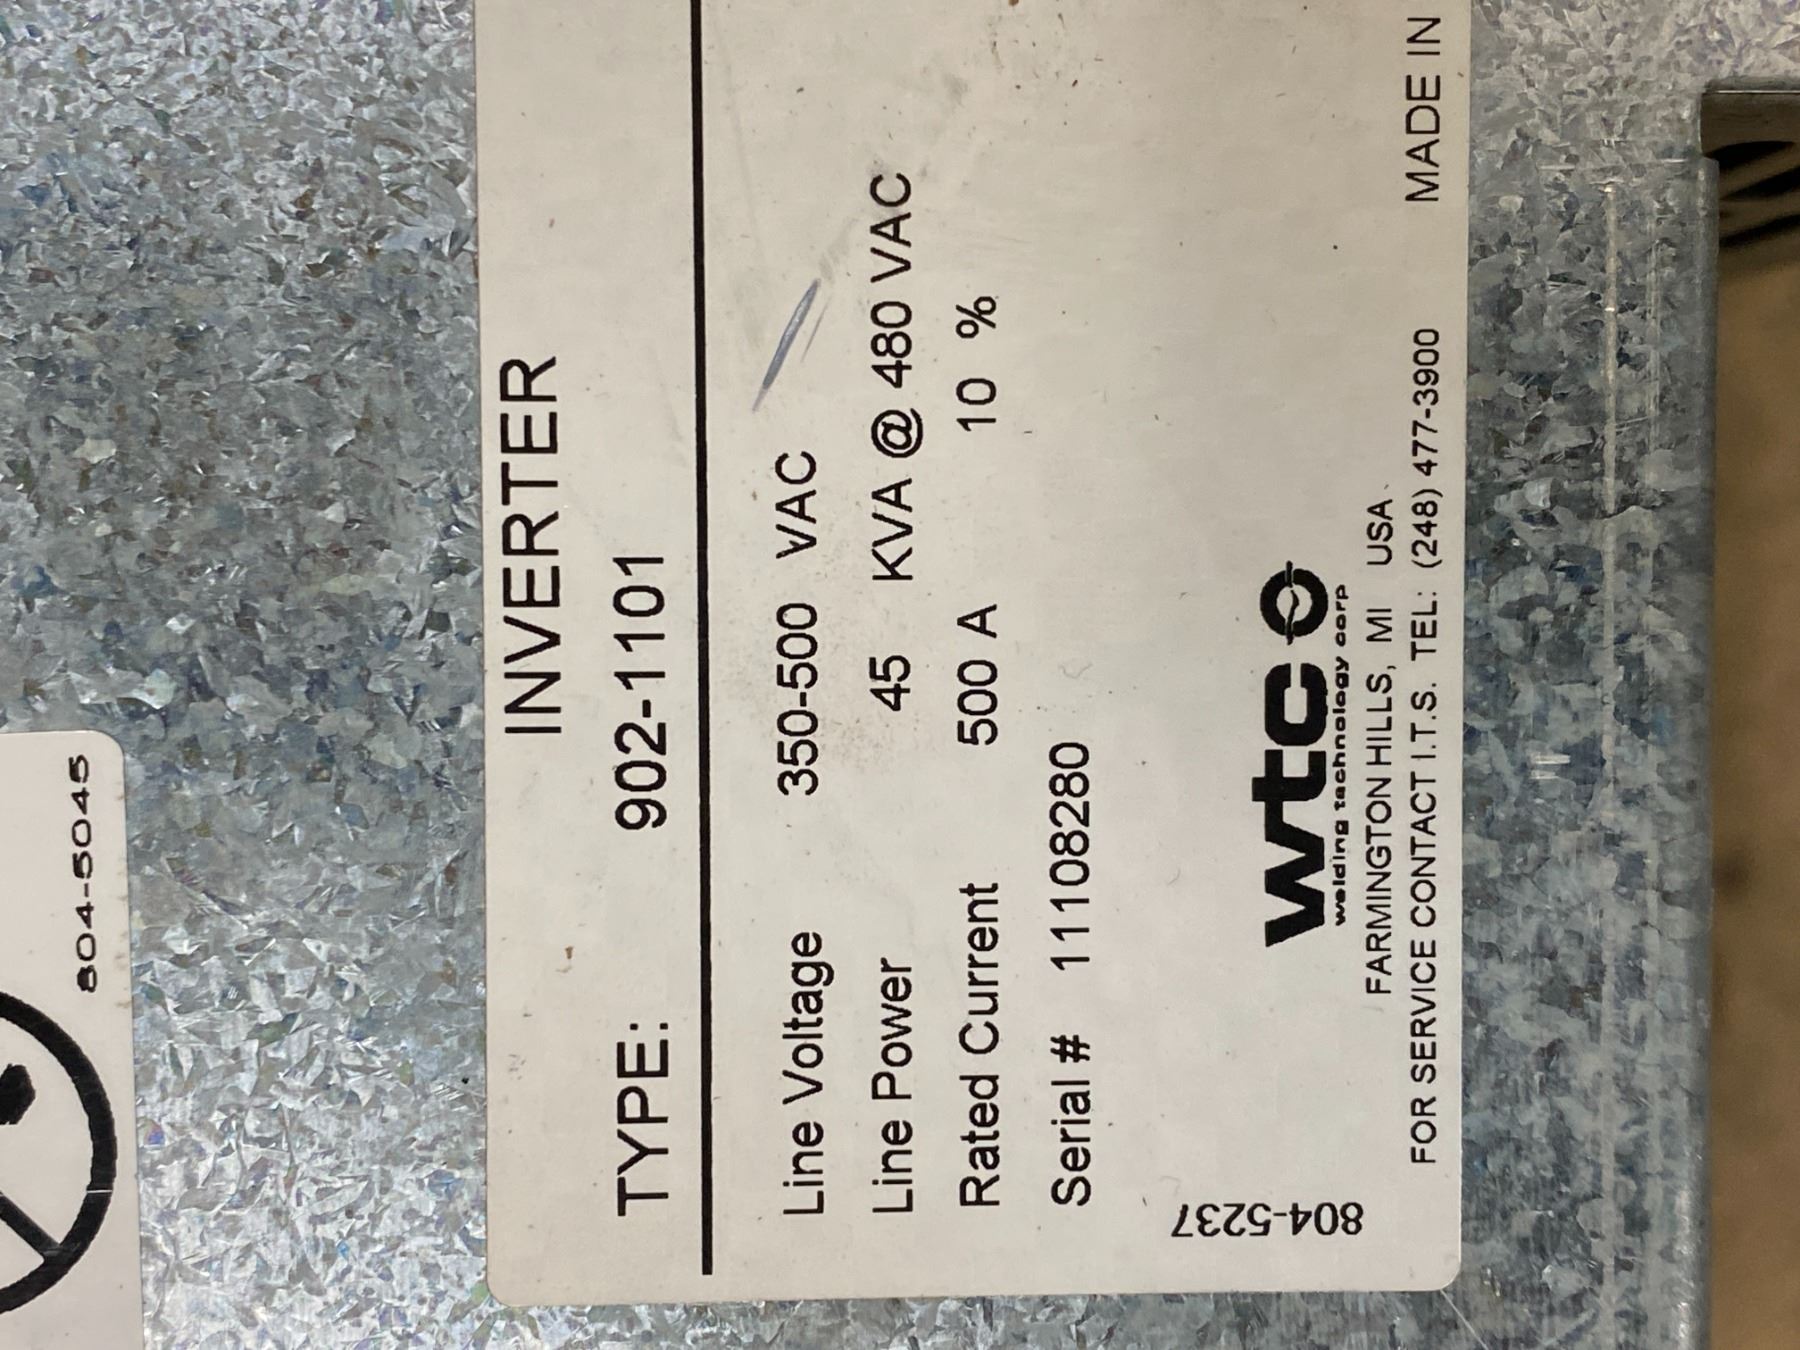 804-5045
INVERTER
TYPE: 902-1101
Line Voltage 350-500 VAC
Line Power 45 KVA @ 480 VAC
Rated Current 500 A 10 %
Serial # 11108280
804-5237
wtc
welding technology corp
FARMINGTON HILLS, MI USA
FOR SERVICE CONTACT I.T.S. TEL: (248) 477-3900 MADE IN